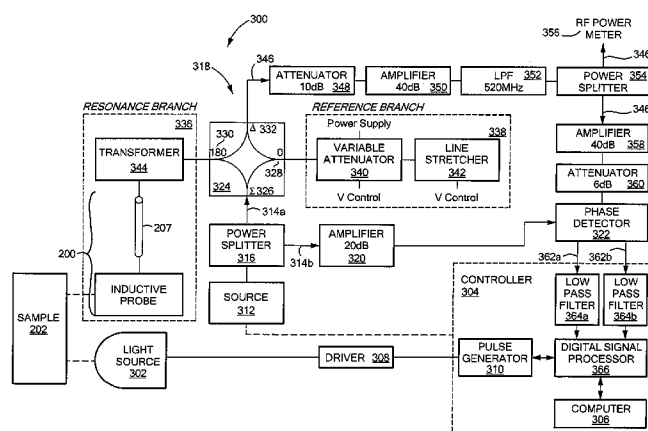 300
RF POWER
METER
356
346
318
346
ATTENUATOR
10dB 348
AMPLIFIER
40dB 350
LPF 352
520MHz
POWER 354
SPLITTER
346
RESONANCE BRANCH
336
TRANSFORMER
344
330
Δ 332
180
0
328
324
Σ326
REFERENCE BRANCH
338
Power Supply
VARIABLE
ATTENUATOR
340
LINE
STRETCHER
342
V Control
V Control
AMPLIFIER
40dB 358
ATTENUATOR
6dB 360
PHASE
DETECTOR
322
200
207
314a
POWER
SPLITTER
316
314b
AMPLIFIER
20dB
320
362a
362b
INDUCTIVE PROBE
SOURCE
312
CONTROLLER
304
LOW
PASS
FILTER
364a
LOW
PASS
FILTER
364b
SAMPLE
202
LIGHT
SOURCE
302
DRIVER 308
PULSE
GENERATOR
310
DIGITAL SIGNAL
PROCESSOR
366
COMPUTER
306